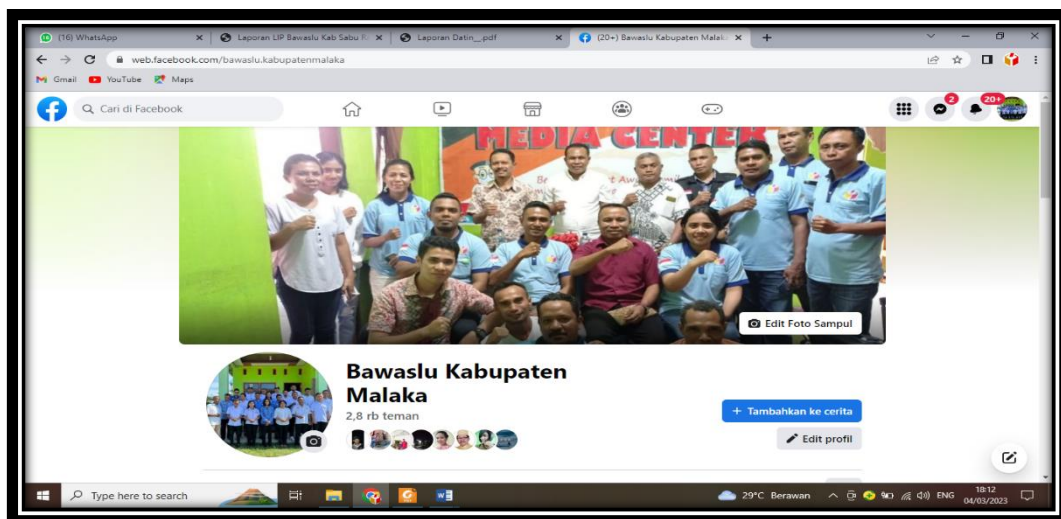 (16) WhatsApp
Laporan LIP Bawaslu Kab Sabu R
Laporan Datin__.pdf
(20+) Bawaslu Kabupaten Malak
web.facebook.com/bawaslu.kabupatenmalaka
Gmail
YouTube
Maps
Cari di Facebook
2
20+
MEDIA CENTER
Edit Foto Sampul
Bawaslu Kabupaten
Malaka
2,8 rb teman
+ Tambahkan ke cerita
Edit profil
Type here to search
29°C Berawan
ENG
18:12
04/03/2023